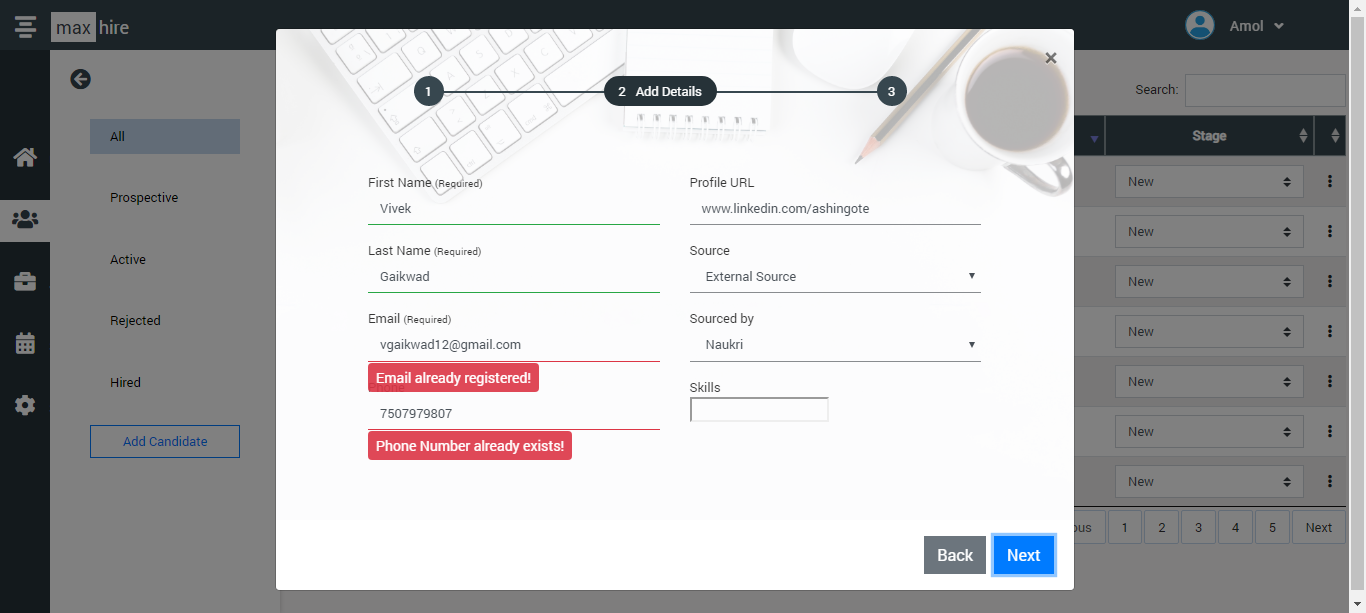 max hire
Amol
All
Prospective
Active
Rejected
Hired
Add Candidate
1
2 Add Details
3
×
First Name (Required)
Vivek
Last Name (Required)
Gaikwad
Email (Required)
vgaikwad12@gmail.com
Email already registered!
Phone
7507979807
Phone Number already exists!
Profile URL
www.linkedin.com/ashingote
Source
External Source
Sourced by
Naukri
Skills
Back
Next
Search:
Stage
New
New
New
New
New
New
New
ous 1 2 3 4 5 Next